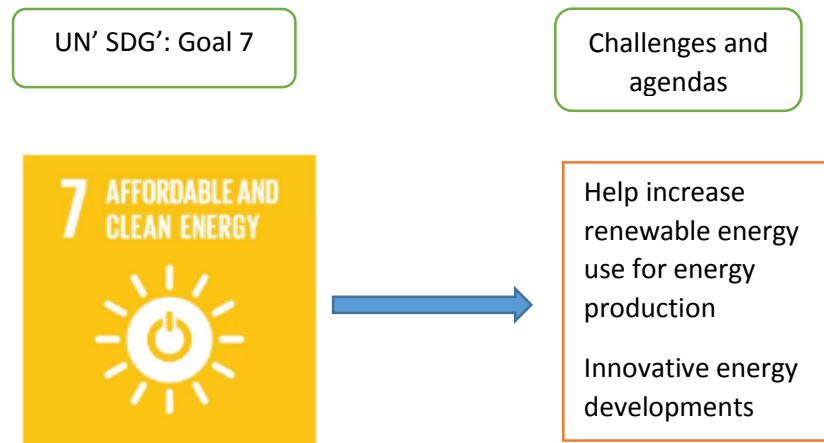 UN' SDG': Goal 7
Challenges and
agendas
7 AFFORDABLE AND
CLEAN ENERGY
Help increase
renewable energy
use for energy
production
Innovative energy
developments